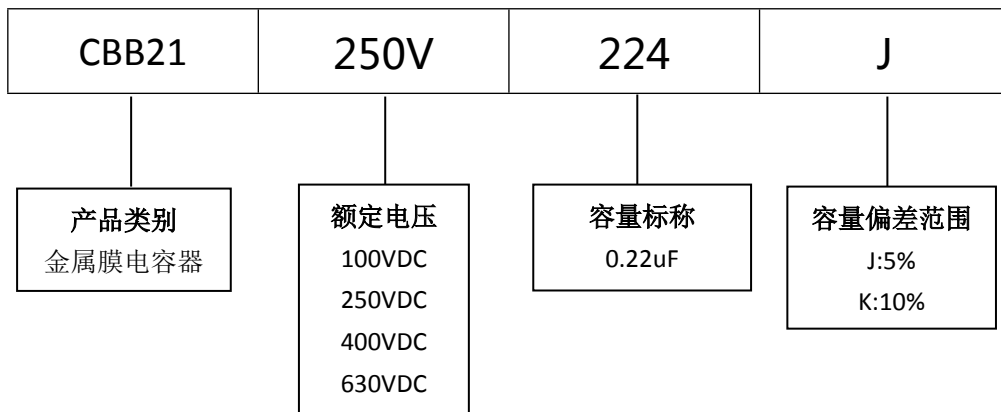 CBB21 250V 224 J
产品类别
金属膜电容器
额定电压
100VDC
250VDC
400VDC
630VDC
容量标称
0.22uF
容量偏差范围
J:5%
K:10%